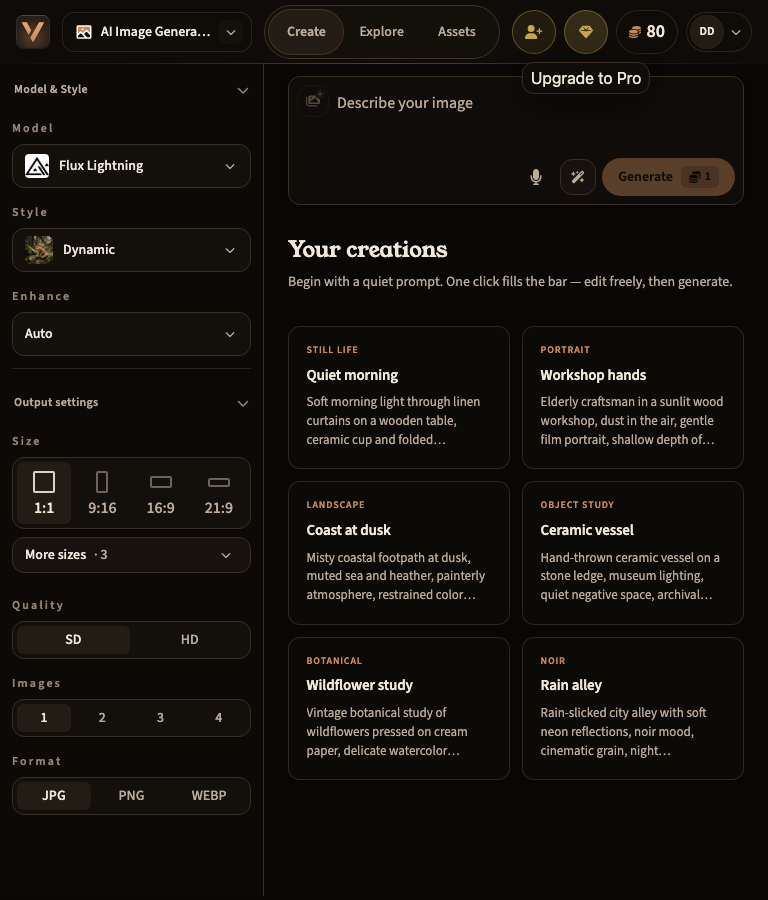 AI Image Genera...
Create
Explore
Assets
80
DD
Upgrade to Pro
Model & Style
Model
Flux Lightning
Style
Dynamic
Enhance
Auto
Output settings
Size
1:1
9:16
16:9
21:9
More sizes · 3
Quality
SD
HD
Images
1
2
3
4
Format
JPG
PNG
WEBP
Describe your image
Generate
1
Your creations
Begin with a quiet prompt. One click fills the bar — edit freely, then generate.
STILL LIFE
Quiet morning
Soft morning light through linen
curtains on a wooden table,
ceramic cup and folded…
PORTRAIT
Workshop hands
Elderly craftsman in a sunlit wood
workshop, dust in the air, gentle
film portrait, shallow depth of…
LANDSCAPE
Coast at dusk
Misty coastal footpath at dusk,
muted sea and heather, painterly
atmosphere, restrained color…
OBJECT STUDY
Ceramic vessel
Hand-thrown ceramic vessel on a
stone ledge, museum lighting,
quiet negative space, archival…
BOTANICAL
Wildflower study
Vintage botanical study of
wildflowers pressed on cream
paper, delicate watercolor…
NOIR
Rain alley
Rain-slicked city alley with soft
neon reflections, noir mood,
cinematic grain, night…